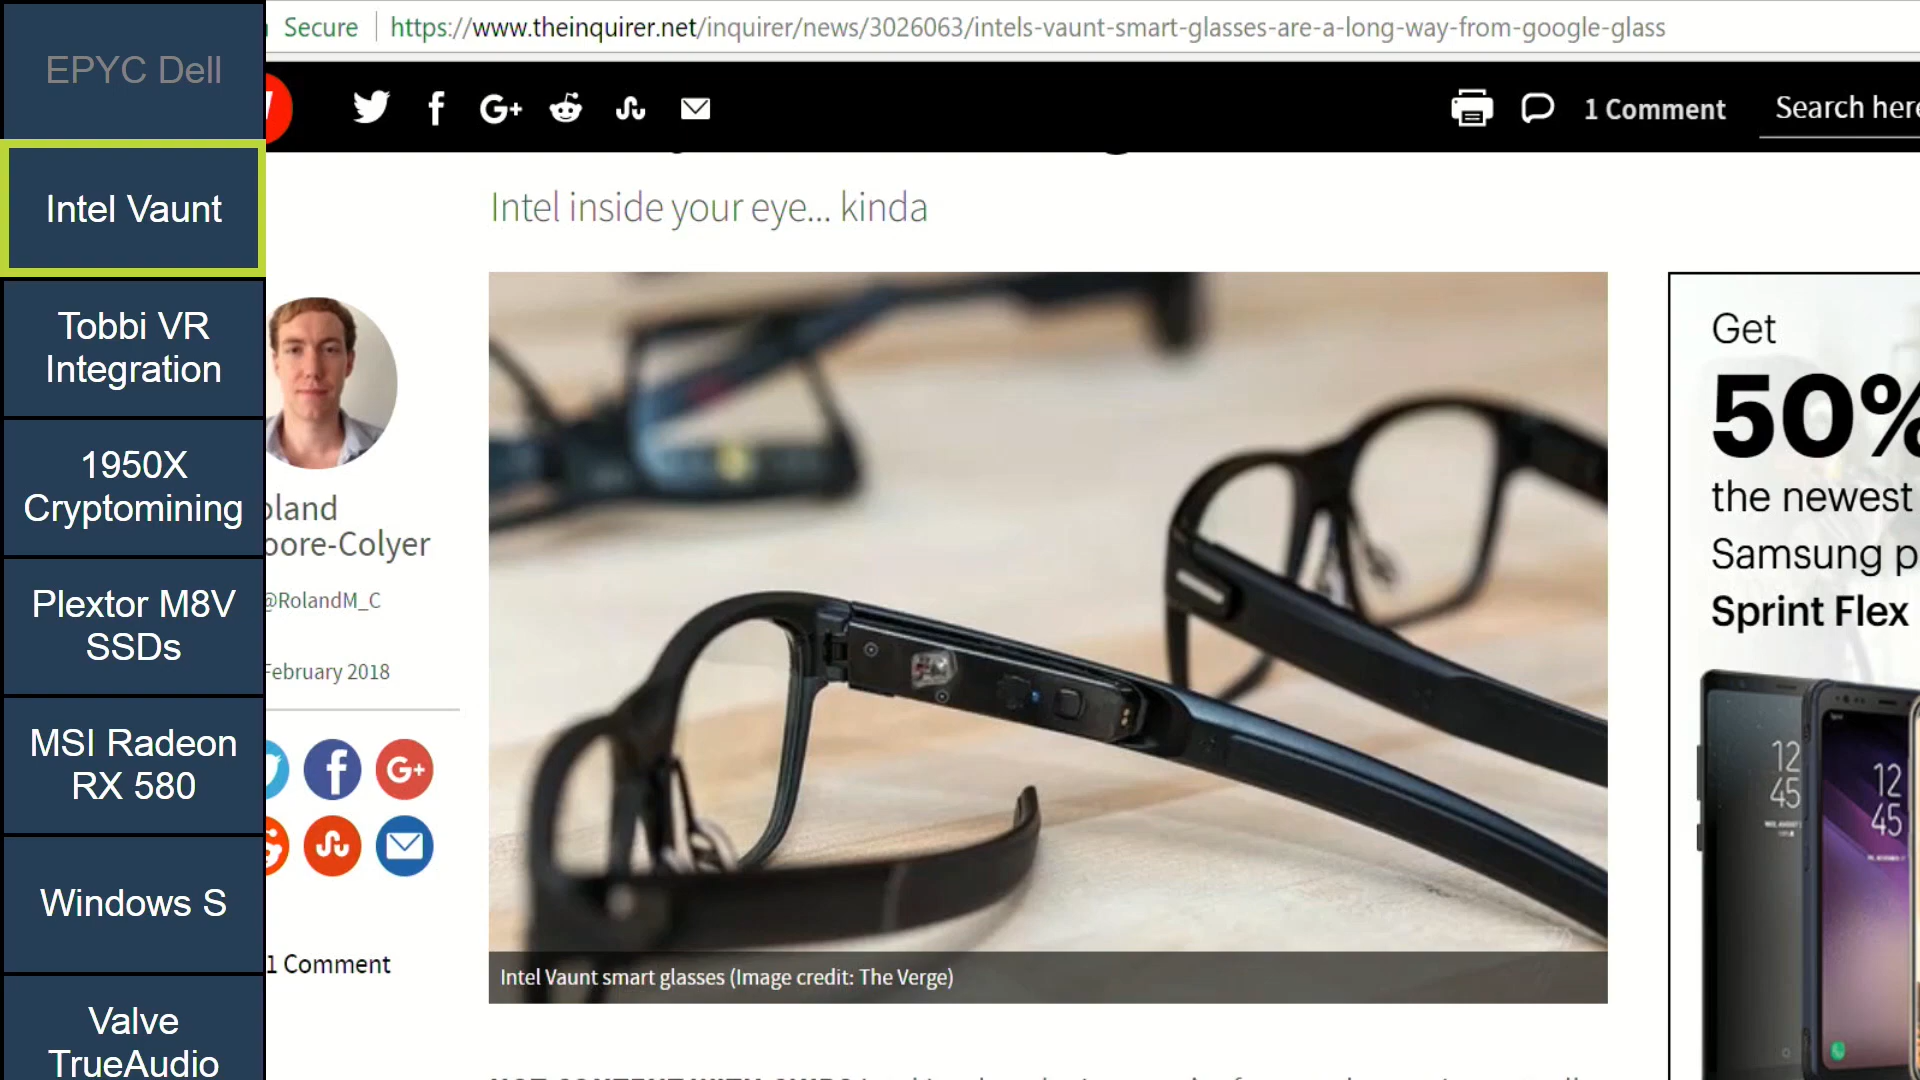 EPYC Dell
Intel Vaunt
Tobbi VR
Integration
1950X
Cryptomining
Plextor M8V
SSDs
MSI Radeon
RX 580
Windows S
Valve
TrueAudio
Secure
https://www.theinquirer.net/inquirer/news/3026063/intels-vaunt-smart-glasses-are-a-long-way-from-google-glass
1 Comment
Search here
Intel inside your eye... kinda
oland
oore-Colyer
@RolandM_C
February 2018
1 Comment
Intel Vaunt smart glasses (Image credit: The Verge)
Get
50%
the newest
Samsung p
Sprint Flex
12
45
12
45